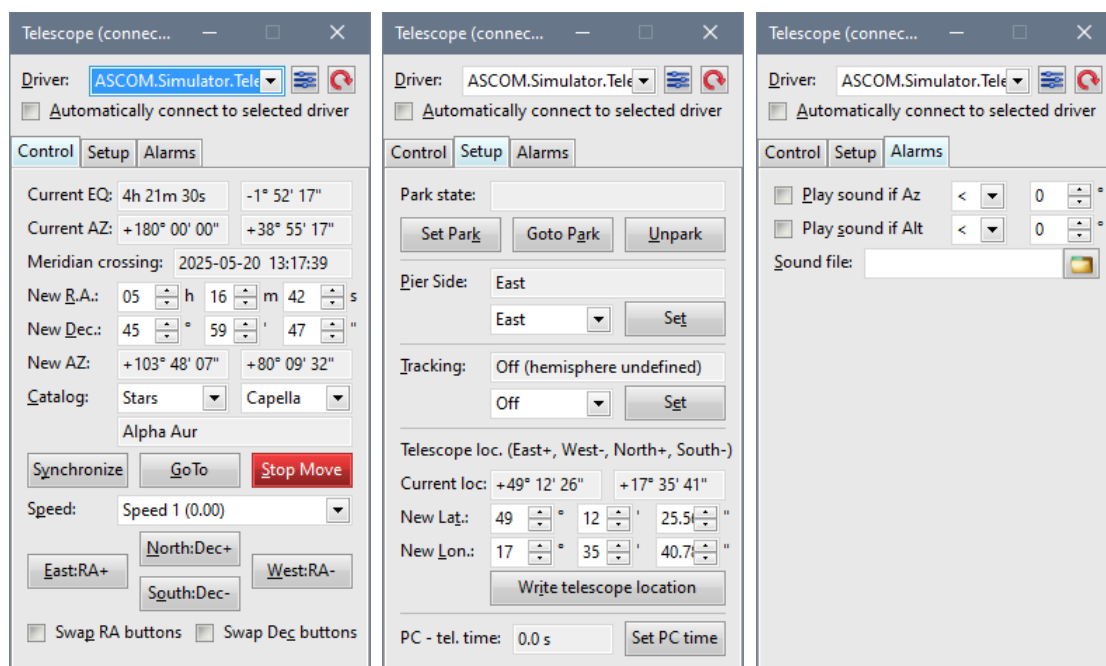 Telescope (connec...
Driver: ASCOM.Simulator.Tele
Automatically connect to selected driver
Control Setup Alarms
Current EQ: 4h 21m 30s -1° 52' 17"
Current AZ: +180° 00' 00" +38° 55' 17"
Meridian crossing: 2025-05-20 13:17:39
New R.A.: 05 h 16 m 42 s
New Dec.: 45 ° 59 ' 47 "
New AZ: +103° 48' 07" +80° 09' 32"
Catalog: Stars Capella
Alpha Aur
Synchronize GoTo Stop Move
Speed: Speed 1 (0.00)
North:Dec+
East:RA+ West:RA-
South:Dec-
Swap RA buttons Swap Dec buttons
Telescope (connec...
Driver: ASCOM.Simulator.Tele
Automatically connect to selected driver
Control Setup Alarms
Park state:
Set Park Goto Park Unpark
Pier Side: East
East Set
Tracking: Off (hemisphere undefined)
Off Set
Telescope loc. (East+, West-, North+, South-)
Current loc: +49° 12' 26" +17° 35' 41"
New Lat.: 49 ° 12 ' 25.5 "
New Lon.: 17 ° 35 ' 40.7 "
Write telescope location
PC - tel. time: 0.0 s Set PC time
Telescope (connec...
Driver: ASCOM.Simulator.Tele
Automatically connect to selected driver
Control Setup Alarms
Play sound if Az < 0 °
Play sound if Alt < 0 °
Sound file: